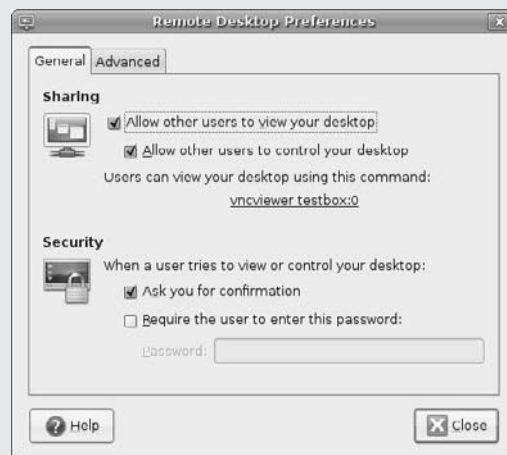 Remote Desktop Preferences
General
Advanced
Sharing
Allow other users to view your desktop
Allow other users to control your desktop
Users can view your desktop using this command:
vncviewer testbox:0
Security
When a user tries to view or control your desktop:
Ask you for confirmation
Require the user to enter this password:
Password:
Help
Close